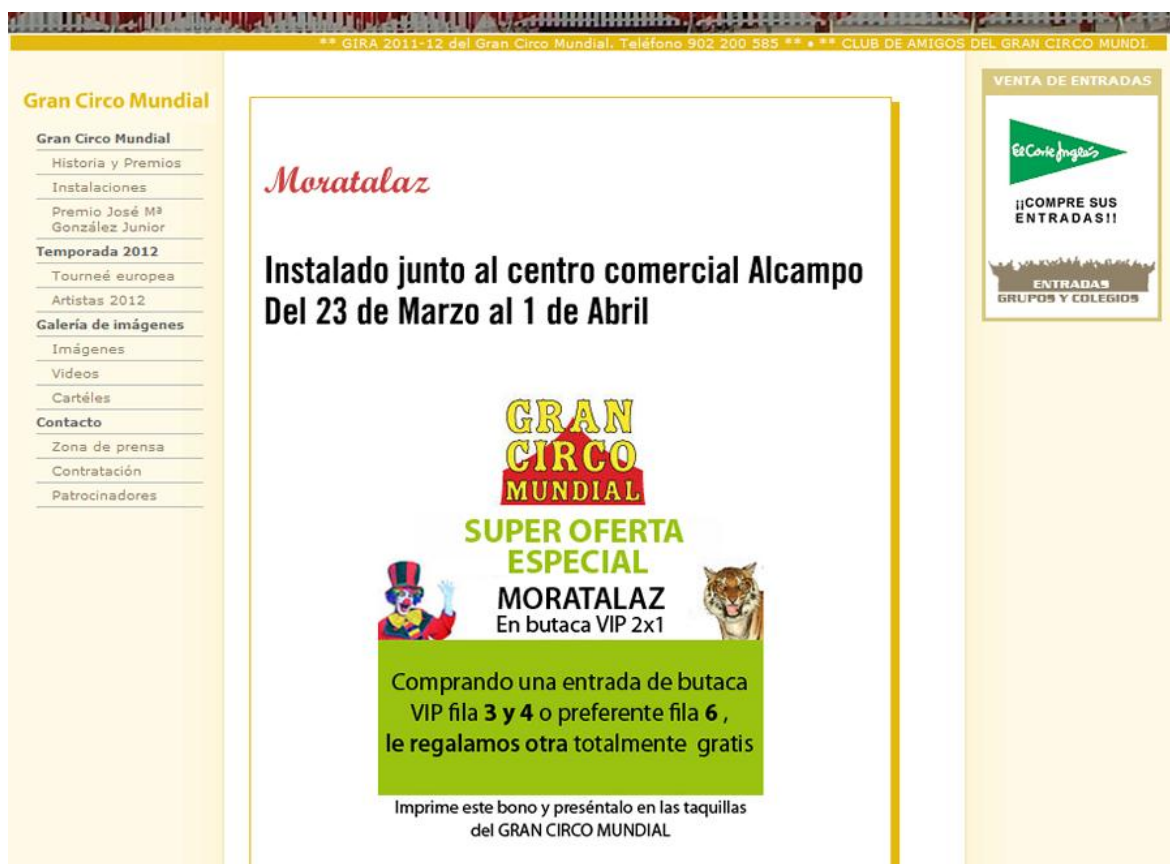 ** GIRA 2011-12 del Gran Circo Mundial. Teléfono 902 200 585 ** • ** CLUB DE AMIGOS DEL GRAN CIRCO MUNDI
Gran Circo Mundial
Gran Circo Mundial
Historia y Premios
Instalaciones
Premio José Mª
González Junior
Temporada 2012
Tourneé europea
Artistas 2012
Galería de imágenes
Imágenes
Videos
Cartéles
Contacto
Zona de prensa
Contratación
Patrocinadores
Moratalaz
Instalado junto al centro comercial Alcampo
Del 23 de Marzo al 1 de Abril
GRAN
CIRCO
MUNDIAL
SUPER OFERTA
ESPECIAL
MORATALAZ
En butaca VIP 2x1
Comprando una entrada de butaca
VIP fila 3 y 4 o preferente fila 6 ,
le regalamos otra totalmente gratis
Imprime este bono y preséntalo en las taquillas
del GRAN CIRCO MUNDIAL
VENTA DE ENTRADAS
El Corte Inglés
¡¡COMPRE SUS
ENTRADAS!!
ENTRADAS
GRUPOS Y COLEGIOS